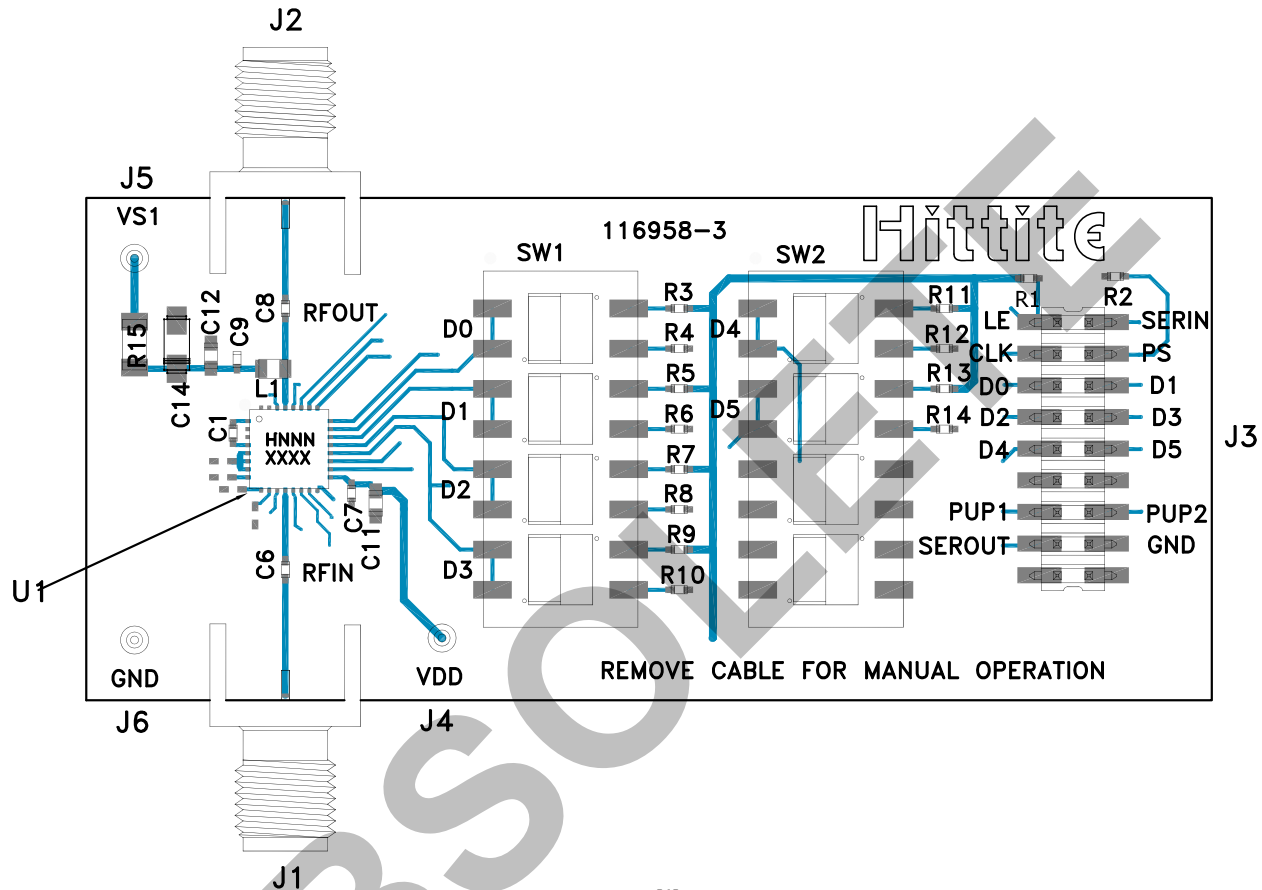 J2
J5
VS1
116958-3
Hittite
SW1
SW2
C12
C9
C8
RFOUT
R15
C14
L1
C1
HNNN
XXXX
C7
C11
C6
RFIN
U1
D0
D1
D2
D3
R3
R4
R5
R6
R7
R8
R9
R10
D4
D5
R11
R12
R13
R14
R1
R2
LE SERIN
CLK PS
D0 D1
D2 D3
D4 D5
PUP1 PUP2
SEROUT GND
J3
GND
VDD
REMOVE CABLE FOR MANUAL OPERATION
J6
J4
J1
BSOLETE